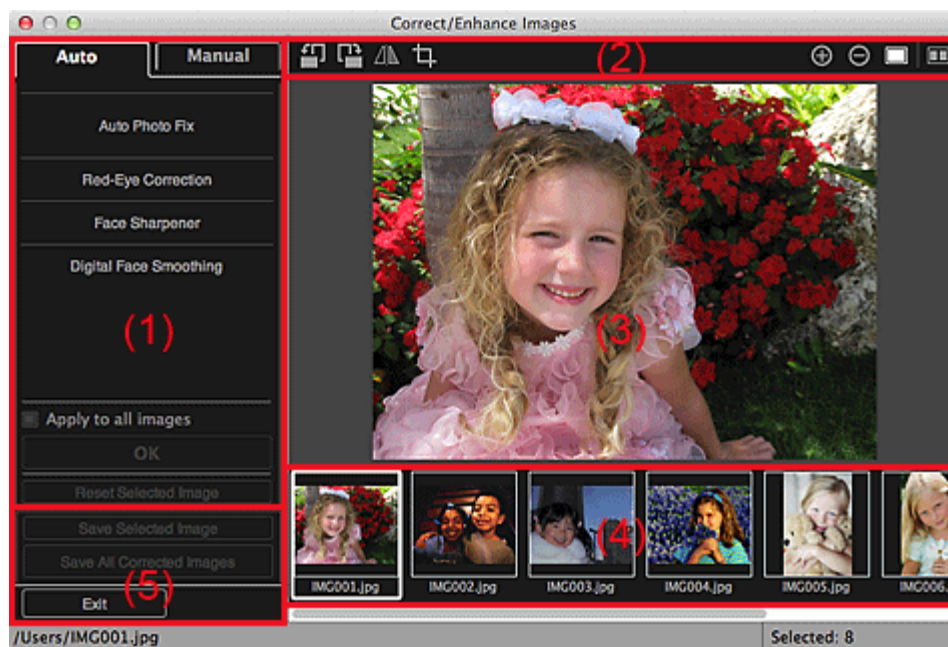 Correct/Enhance Images
Auto
Manual
(2)
Auto Photo Fix
Red-Eye Correction
Face Sharpener
Digital Face Smoothing
(1)
(3)
Apply to all images
OK
Reset Selected Image
Save Selected Image
Save All Corrected Images
(5)
Exit
(4)
IMG001.jpg
IMG002.jpg
IMG003.jpg
IMG004.jpg
IMG005.jpg
IMG006.
/Users/IMG001.jpg
Selected: 8